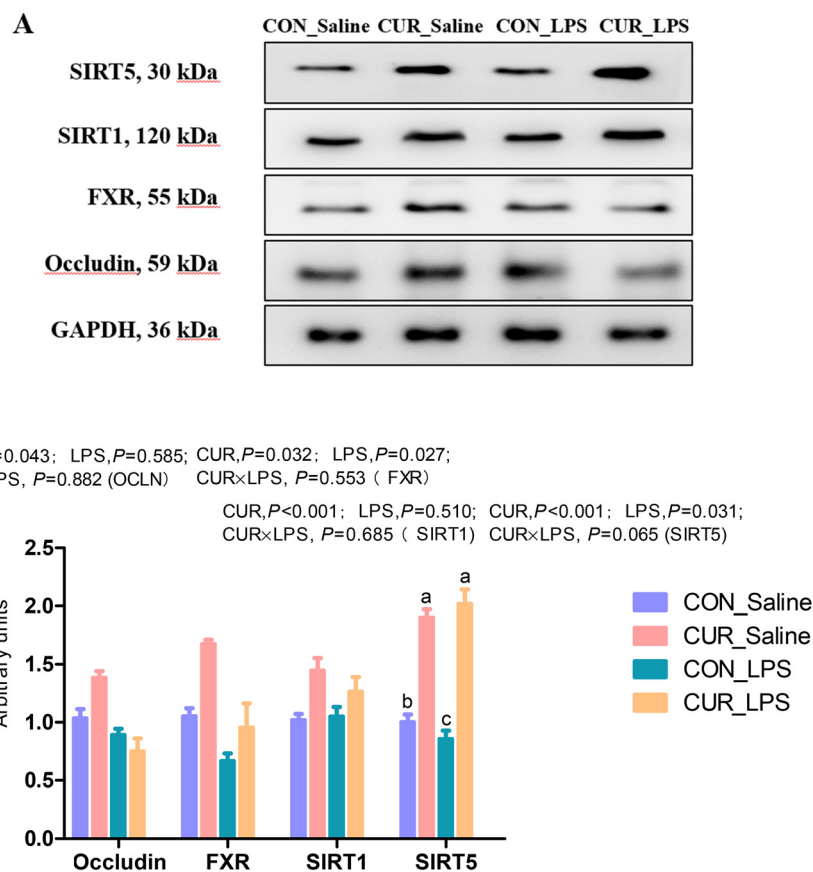 A
CON_Saline CUR_Saline CON_LPS CUR_LPS
SIRT5, 30 kDa
SIRT1, 120 kDa
FXR, 55 kDa
Occludin, 59 kDa
GAPDH, 36 kDa
=0.043; LPS,P=0.585; CUR,P=0.032; LPS,P=0.027;
PS, P=0.882 (OCLN) CUR×LPS, P=0.553 ( FXR)
CUR,P<0.001; LPS,P=0.510; CUR,P<0.001; LPS,P=0.031;
CUR×LPS, P=0.685 ( SIRT1) CUR×LPS, P=0.065 (SIRT5)
Arbitrary units
2.5
2.0
1.5
1.0
0.5
0.0
b
a
c
a
Occludin FXR SIRT1 SIRT5
CON_Saline
CUR_Saline
CON_LPS
CUR_LPS